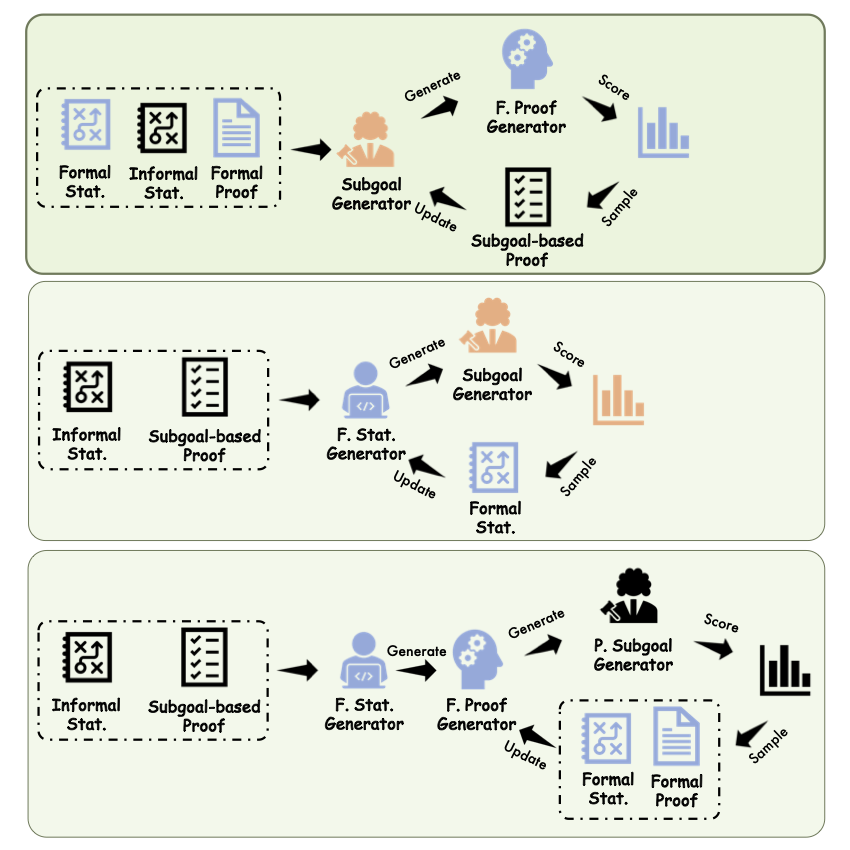 Formal
Stat.
Informal
Stat.
Formal
Proof
Subgoal
Generator
Generate
F. Proof
Generator
Score
Sample
Subgoal-based
Proof
Update
Informal
Stat.
Subgoal-based
Proof
F. Stat.
Generator
Generate
Subgoal
Generator
Score
Sample
Formal
Stat.
Update
Informal
Stat.
Subgoal-based
Proof
F. Stat.
Generator
Generate
F. Proof
Generator
Generate
P. Subgoal
Generator
Score
Sample
Formal
Stat.
Formal
Proof
Update